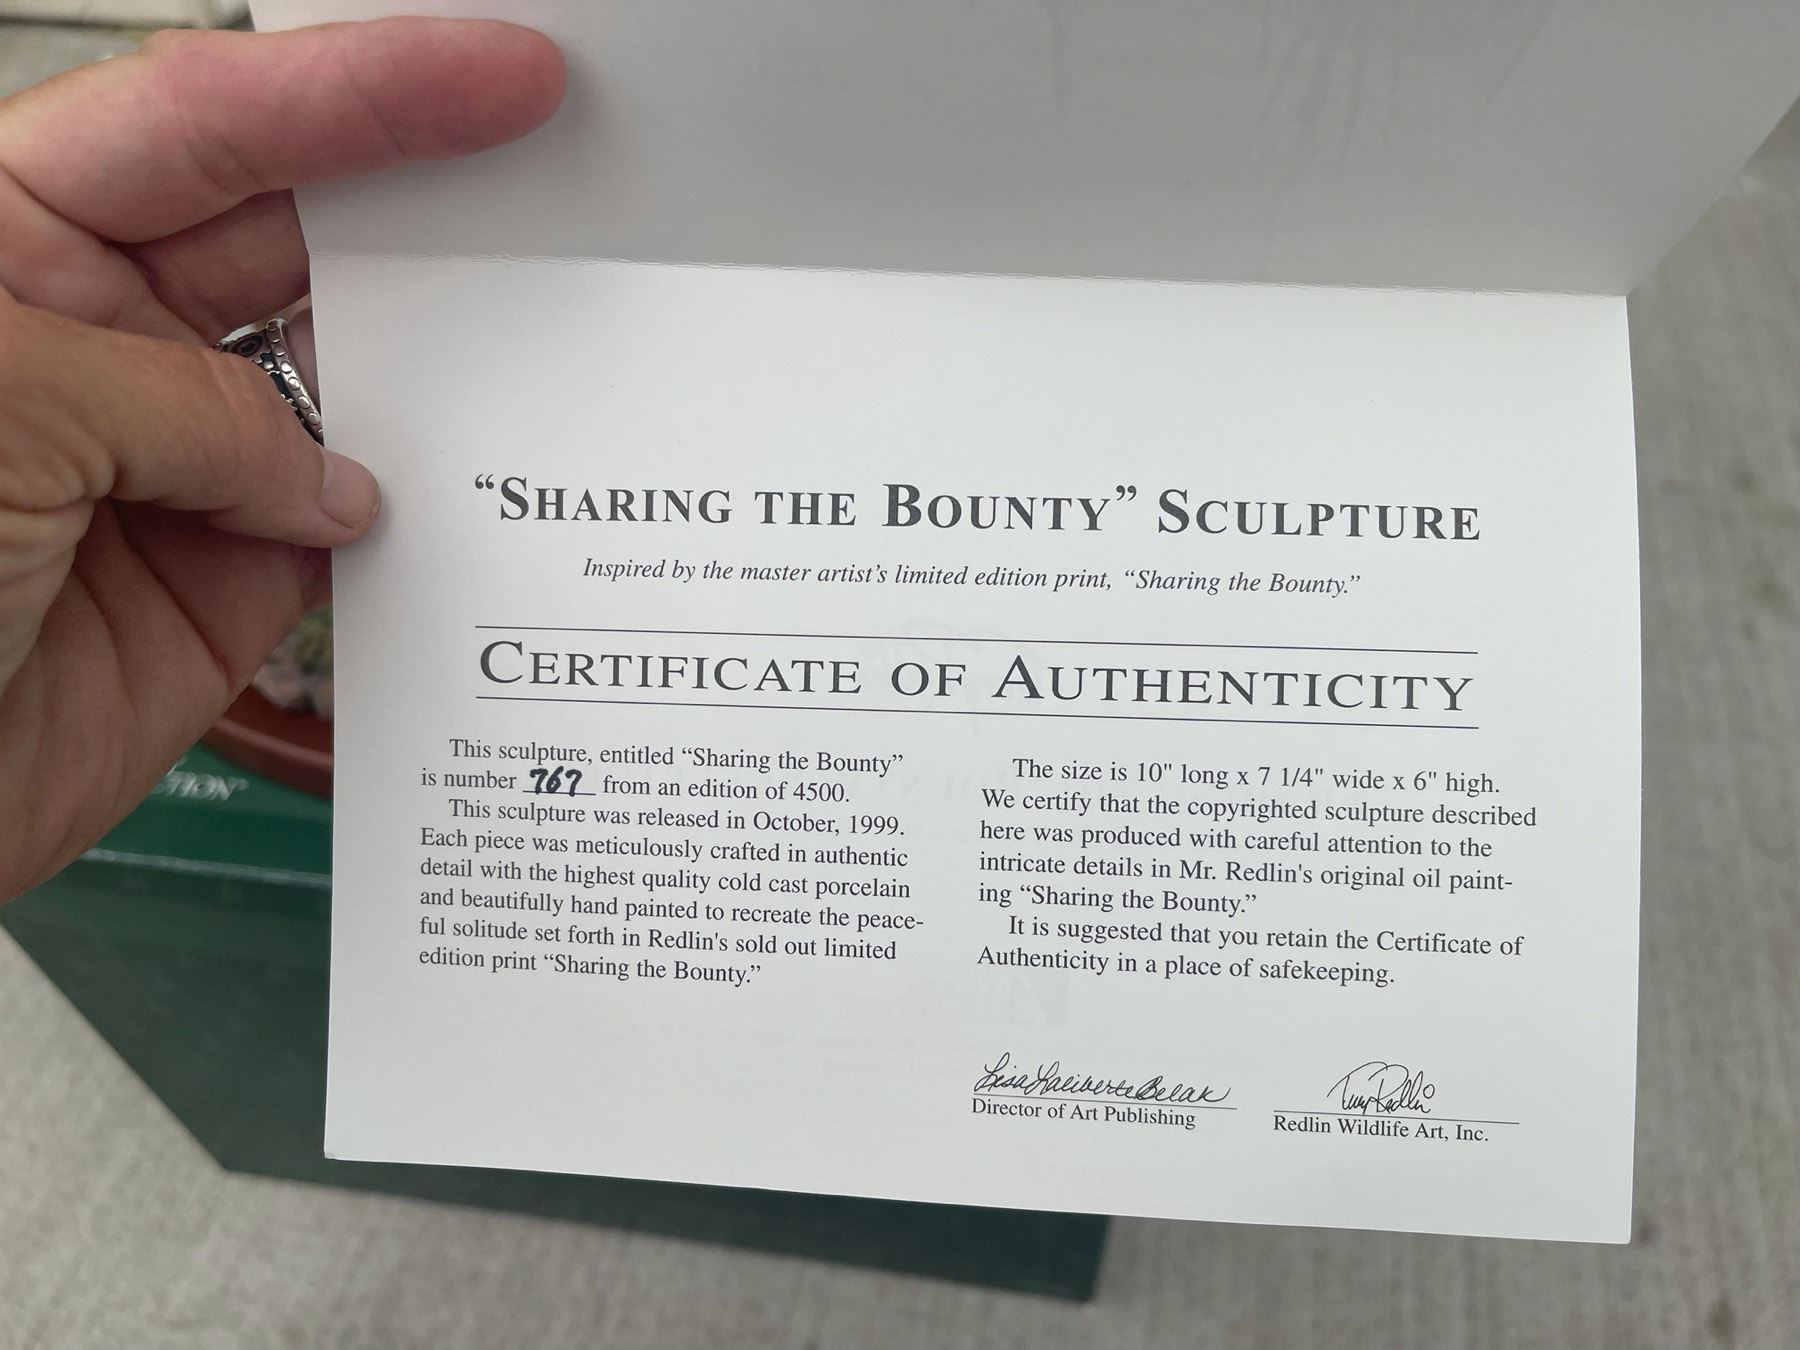 “SHARING THE BOUNTY” SCULPTURE
Inspired by the master artist’s limited edition print, “Sharing the Bounty.”
CERTIFICATE OF AUTHENTICITY
This sculpture, entitled “Sharing the Bounty”
is number 767 from an edition of 4500.
This sculpture was released in October, 1999.
Each piece was meticulously crafted in authentic
detail with the highest quality cold cast porcelain
and beautifully hand painted to recreate the peace-
ful solitude set forth in Redlin's sold out limited
edition print “Sharing the Bounty.”
The size is 10" long x 7 1/4" wide x 6" high.
We certify that the copyrighted sculpture described
here was produced with careful attention to the
intricate details in Mr. Redlin's original oil paint-
ing “Sharing the Bounty.”
It is suggested that you retain the Certificate of
Authenticity in a place of safekeeping.
Lisa Laliberte Belak
Director of Art Publishing
Terry Redlin
Redlin Wildlife Art, Inc.